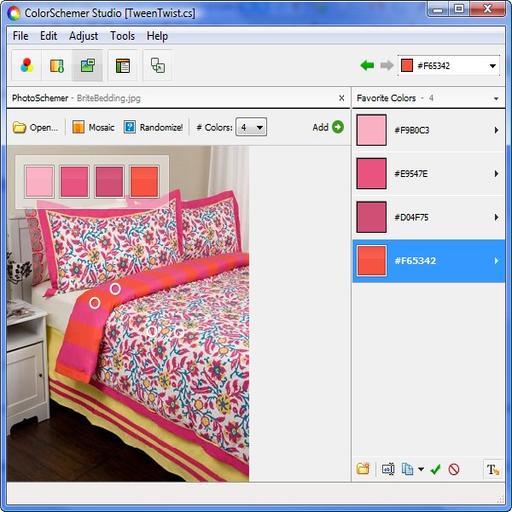 ColorSchemer Studio [TweenTwist.cs]
File Edit Adjust Tools Help
#F65342
PhotoSchemer - BriteBedding.jpg x
Favorite Colors - 4
Open... Mosaic Randomize! # Colors: 4 Add
#F9B0C3
#E9547E
#D04F75
#F65342